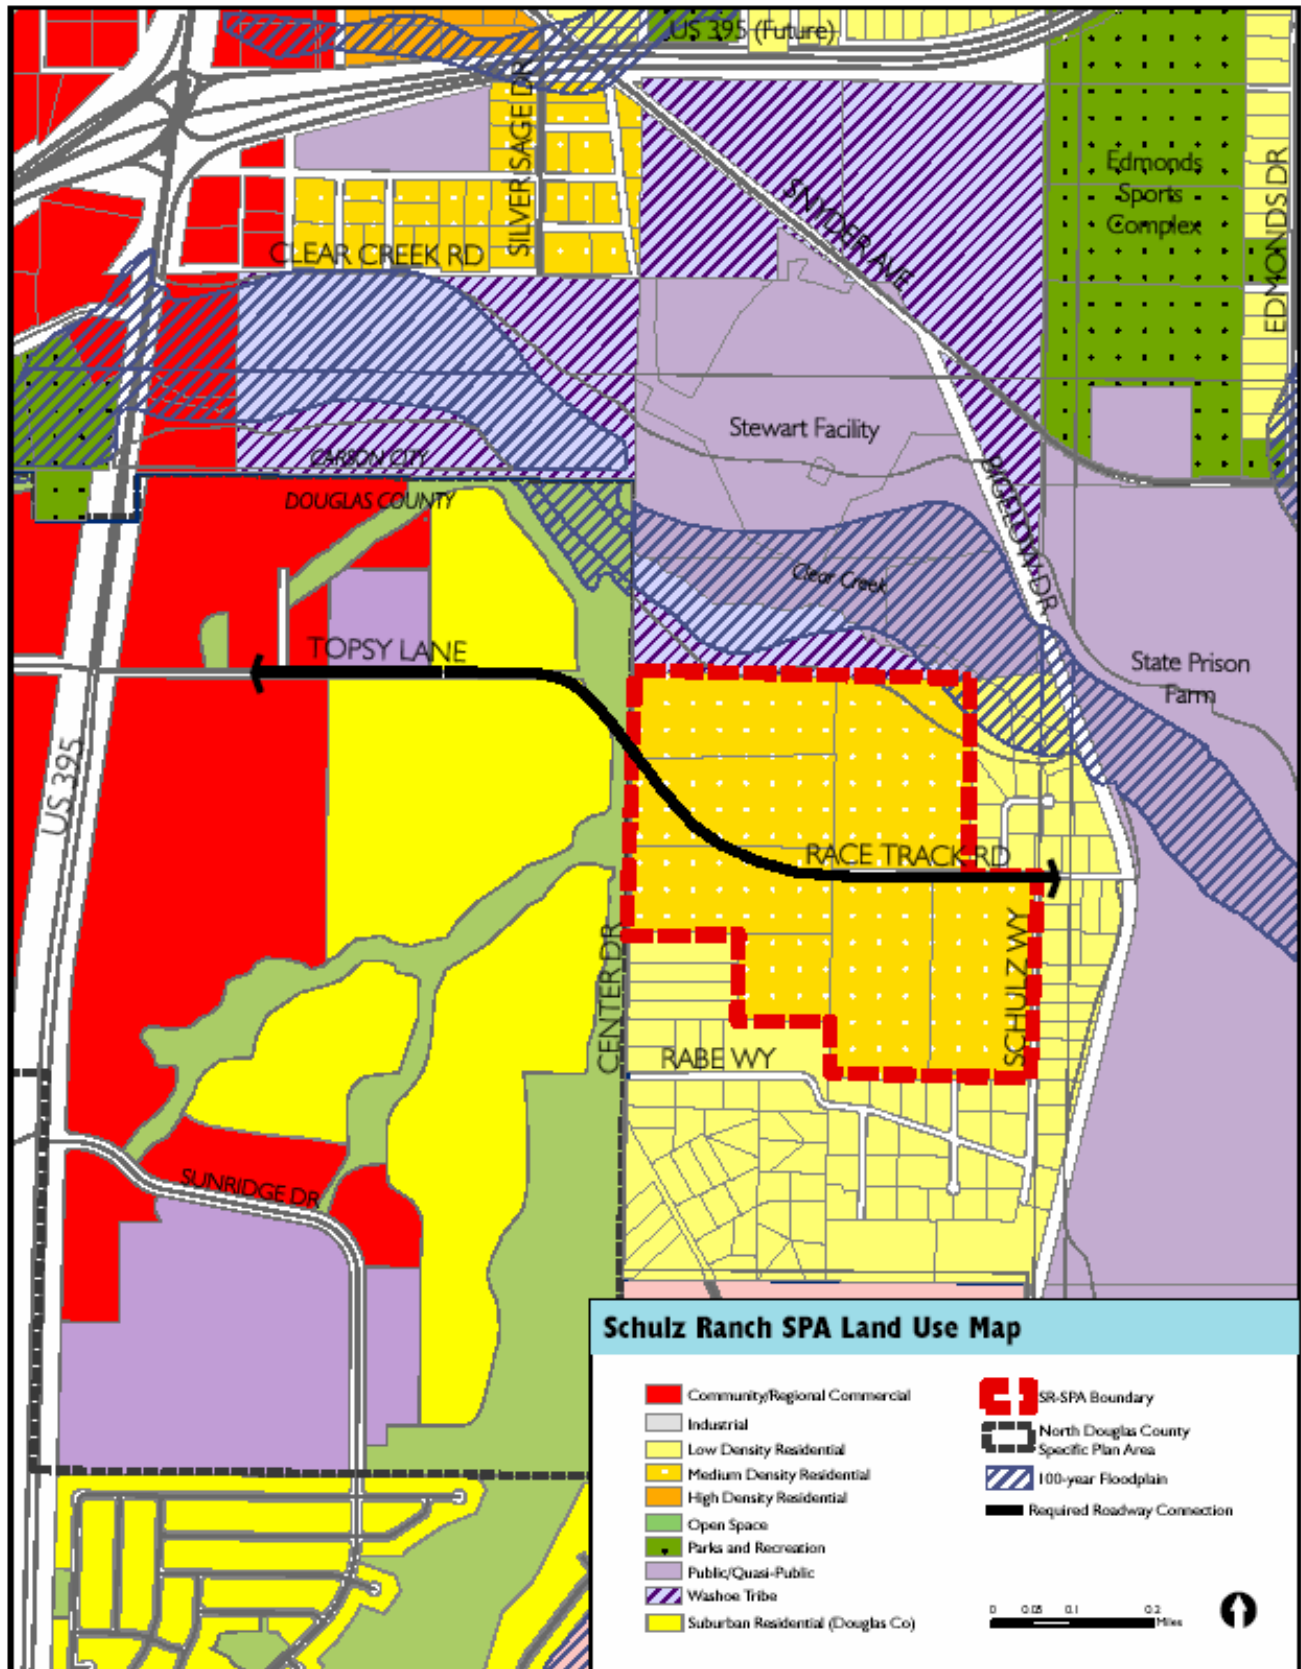 US 395 (Future)
SILVER SAGE DR
Edmonds
Sports
Complex
EDMONDS DR
SNYDER AVE
CLEAR CREEK RD
Stewart Facility
CARSON CITY
DOUGLAS COUNTY
BIGELOW DR
Clear Creek
TOPSY LANE
State Prison
Farm
US 395
RACE TRACK RD
CENTER DR
SCHULZ WY
RABE WY
SUNRIDGE DR
Schulz Ranch SPA Land Use Map
Community/Regional Commercial
Industrial
Low Density Residential
Medium Density Residential
High Density Residential
Open Space
Parks and Recreation
Public/Quasi-Public
Washoe Tribe
Suburban Residential (Douglas Co)
SR-SPA Boundary
North Douglas County
Specific Plan Area
100-year Floodplain
Required Roadway Connection
0 0.05 0.1 0.2
Miles